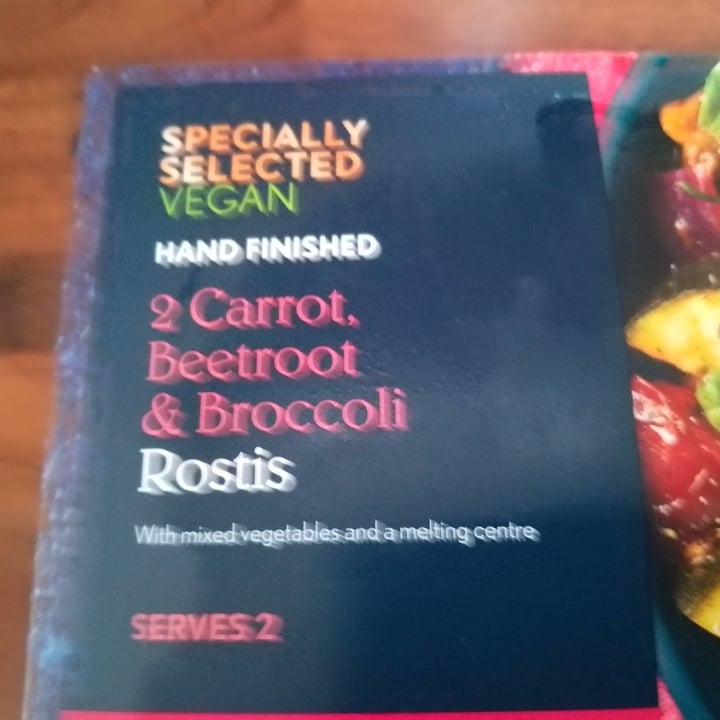 SPECIALLY
SELECTED
VEGAN
HAND FINISHED
2 Carrot,
Beetroot
& Broccoli
Rostis
With mixed vegetables and a melting centre
SERVES 2